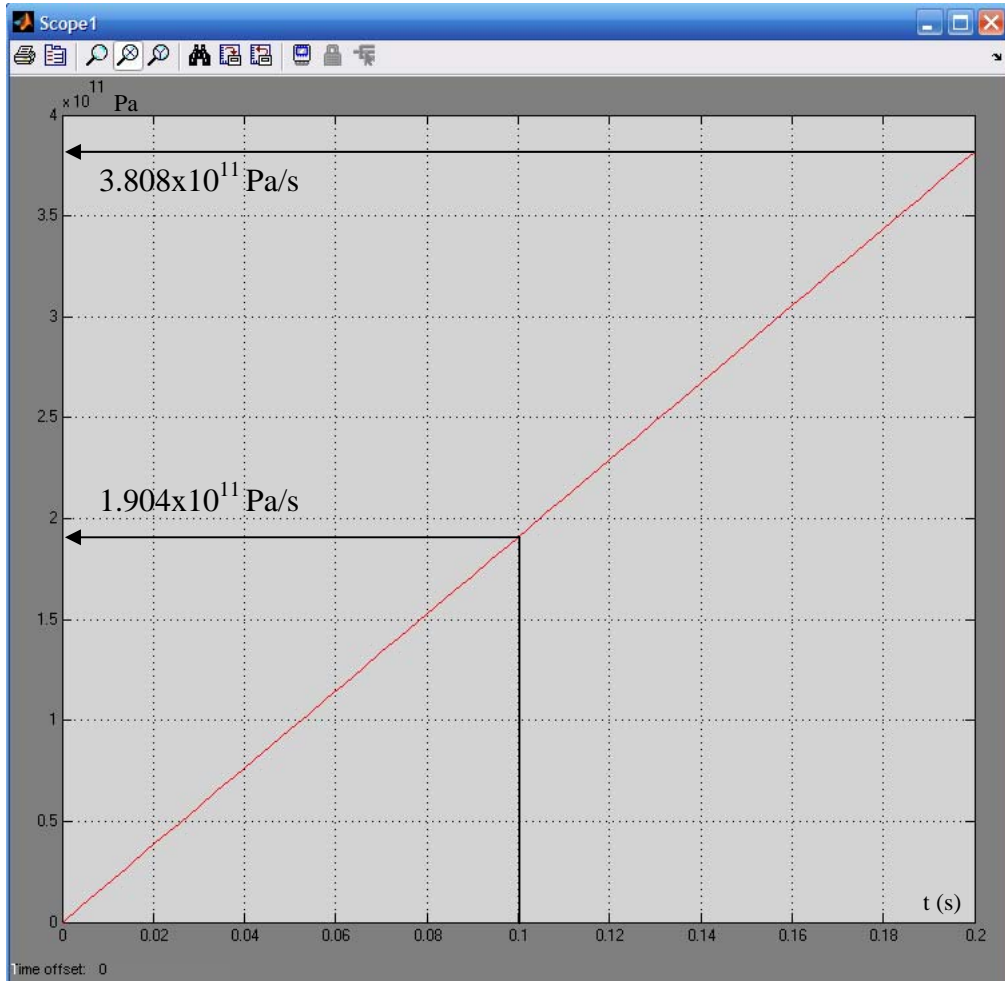 Scope1
×10^11 Pa
4
3.808x10^11 Pa/s
3.5
3
2.5
1.904x10^11 Pa/s
2
1.5
1
0.5
t (s)
0
0 0.02 0.04 0.06 0.08 0.1 0.12 0.14 0.16 0.18 0.2
Time offset: 0